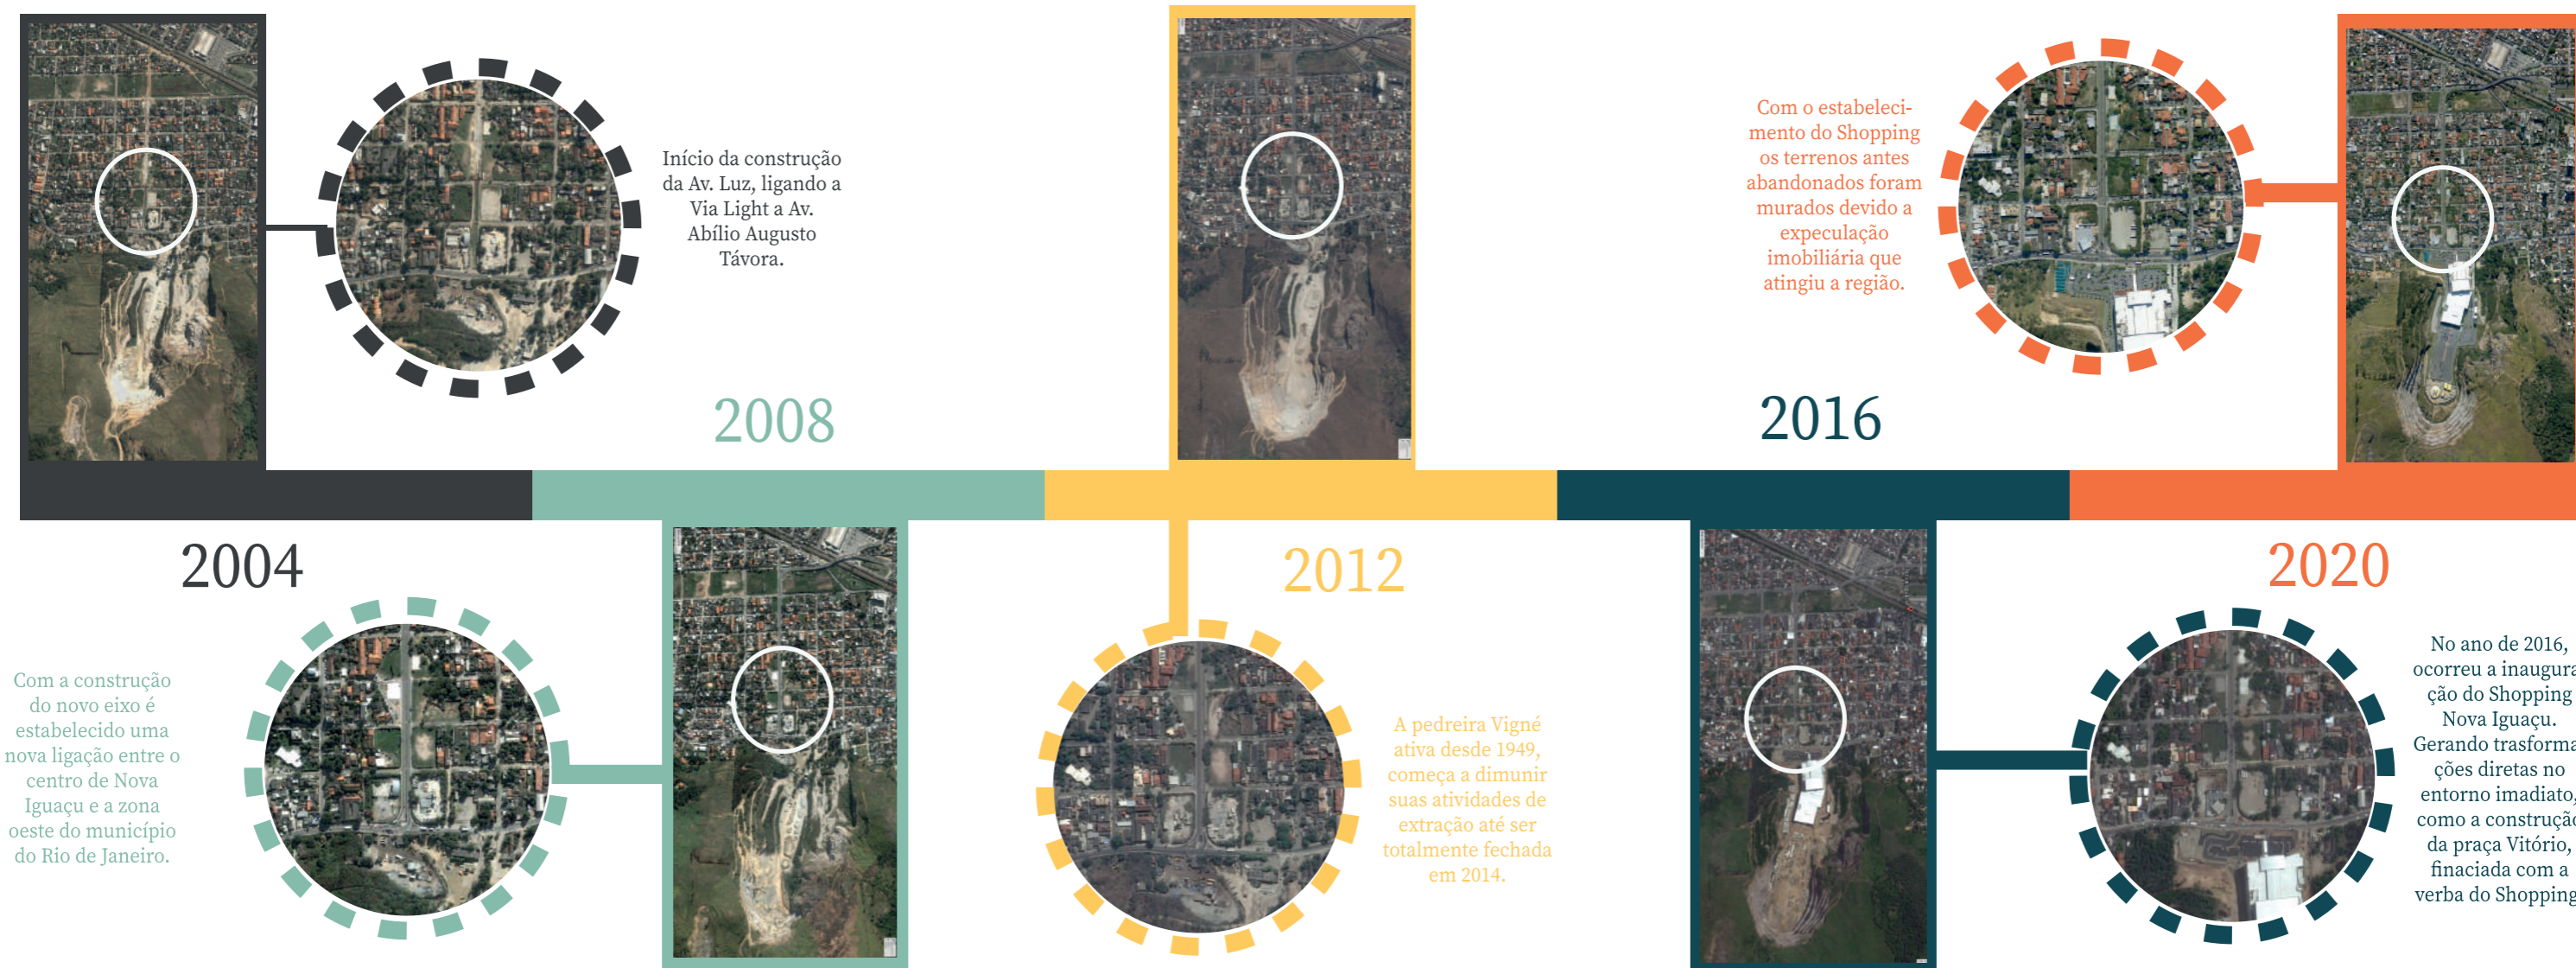 Início da construção
da Av. Luz, ligando a
Via Light a Av.
Abílio Augusto
Távora.
2004
2008
Com a construção
do novo eixo é
estabelecido uma
nova ligação entre o
centro de Nova
Iguaçu e a zona
oeste do município
do Rio de Janeiro.
2012
A pedreira Vigné
ativa desde 1949,
começa a dimunir
suas atividades de
extração até ser
totalmente fechada
em 2014.
2016
No ano de 2016,
ocorreu a inaugura
ção do Shopping
Nova Iguaçu.
Gerando trasforma
ções diretas no
entorno imadiato,
como a construção
da praça Vitório,
finaciada com a
verba do Shopping
2020
Com o estabeleci-
mento do Shopping
os terrenos antes
abandonados foram
murados devido a
expeculação
imobiliária que
atingiu a região.